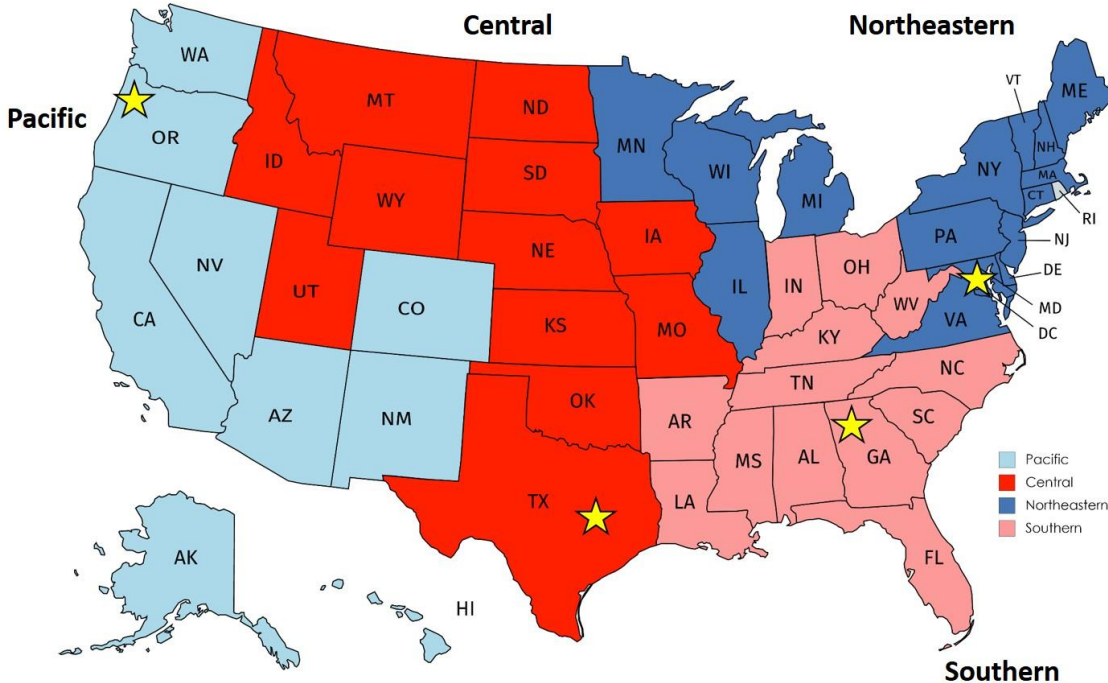 Central
Northeastern
Pacific
WA
OR
CA
NV
ID
MT
WY
UT
CO
AZ
NM
ND
SD
NE
KS
OK
TX
MN
IA
MO
WI
IL
MI
IN
OH
KY
WV
TN
AR
LA
MS
AL
GA
FL
SC
NC
VA
PA
NY
VT
NH
ME
MA
CT
RI
NJ
DE
MD
DC
AK
HI
Pacific
Central
Northeastern
Southern
Southern